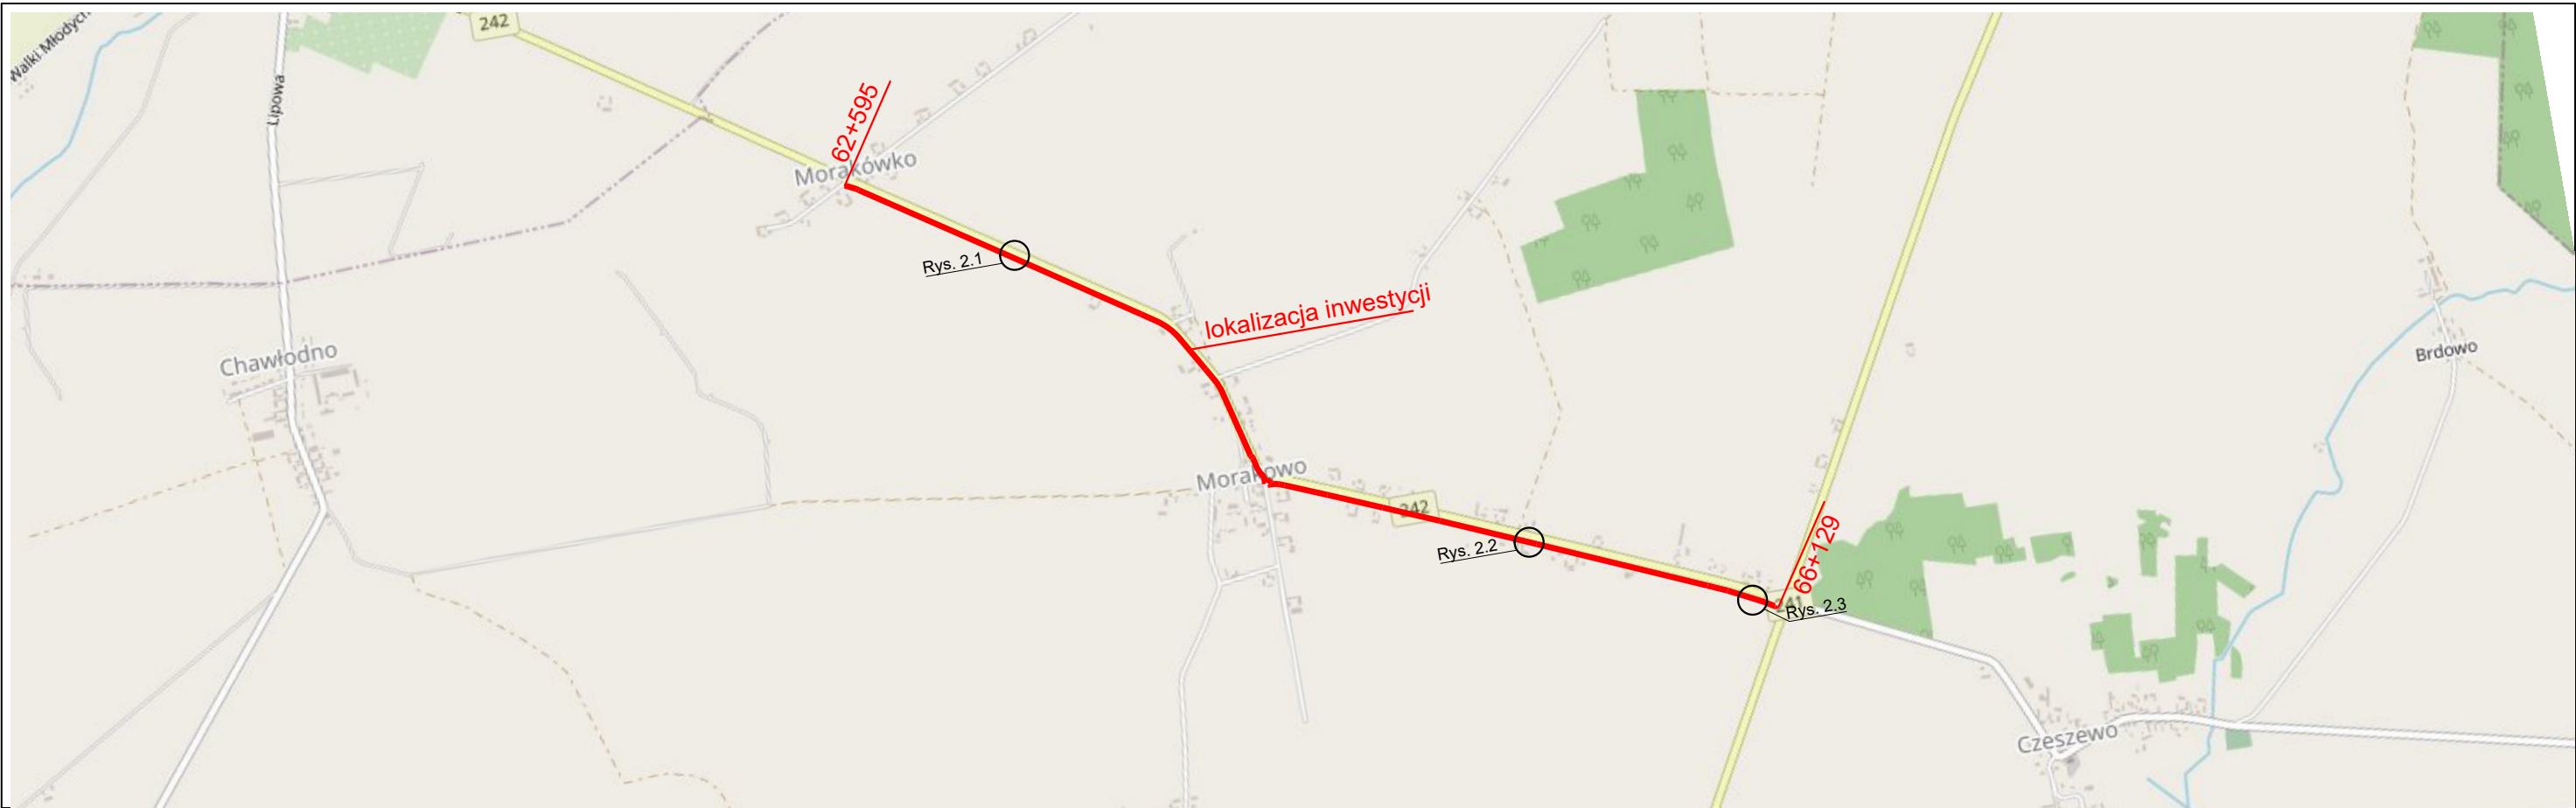 Walki Młodych
242
Lipowa
62+595
Morakówko
Rys. 2.1
lokalizacja inwestycji
Chawłodno
Brdowo
Morakowo
242
Rys. 2.2
66+129
241
Rys. 2.3
Czeszewo